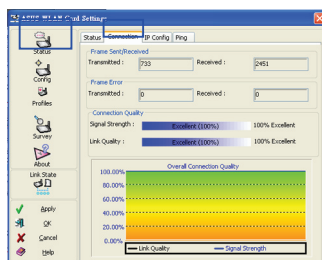 ASUS WLAN Card Settings
Status Connection IP Config Ping
Status
Config
Profiles
Survey
About
Link State
Apply
OK
Cancel
Help
Frame Sent/Received
Transmitted : 733 Received : 2451
Frame Error
Transmitted : 0 Received : 0
Connection Quality
Signal Strength : Excellent (100%) 100% Excellent
Link Quality : Excellent (100%) 100% Excellent
Overall Connection Quality
100.00%
80.00%
60.00%
40.00%
20.00%
0.00%
Link Quality Signal Strength